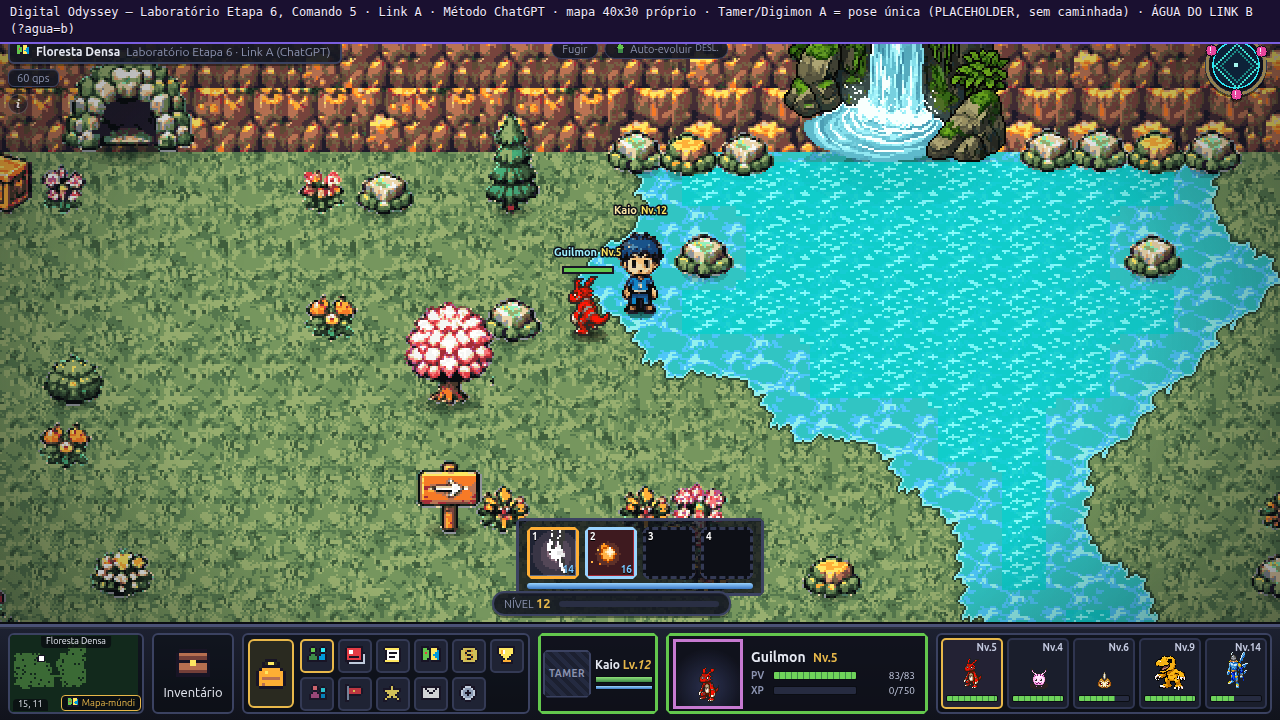 Digital Odyssey — Laboratório Etapa 6, Comando 5 · Link A · Método ChatGPT · mapa 40x30 próprio · Tamer/Digimon A = pose única (PLACEHOLDER, sem caminhada) · ÁGUA DO LINK B
(?agua=b)
Floresta Densa Laboratório Etapa 6 · Link A (ChatGPT)
Fugir
Auto-evoluir DESL.
60 qps
i
Kaio Nv.12
Guilmon Nv.5
1
14
2
16
3
4
NÍVEL 12
Floresta Densa
15, 11
Mapa-múndi
Inventário
TAMER
Kaio Lv.12
Guilmon Nv.5
PV 83/83
XP 0/750
Nv.5
Nv.4
Nv.6
Nv.9
Nv.14